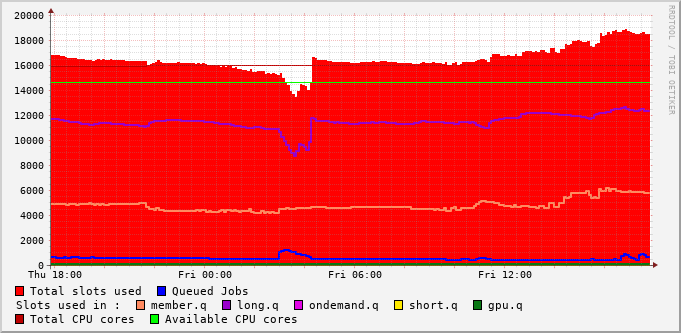 20000
18000
16000
14000
12000
10000
8000
6000
4000
2000
0
Thu 18:00 Fri 00:00 Fri 06:00 Fri 12:00
RRDTOOL / TOBI OETIKER
Total slots used Queued Jobs
Slots used in : member.q long.q ondemand.q short.q gpu.q
Total CPU cores Available CPU cores